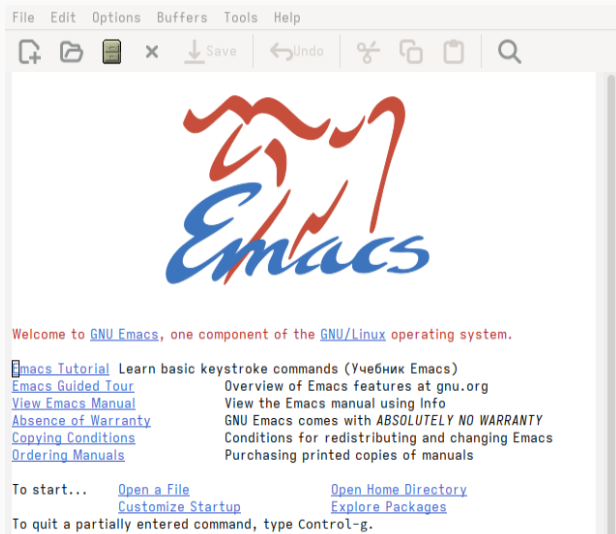 File Edit Options Buffers Tools Help
Save Undo
Emacs
Welcome to GNU Emacs, one component of the GNU/Linux operating system.
Emacs Tutorial Learn basic keystroke commands (Учебник Emacs)
Emacs Guided Tour Overview of Emacs features at gnu.org
View Emacs Manual View the Emacs manual using Info
Absence of Warranty GNU Emacs comes with ABSOLUTELY NO WARRANTY
Copying Conditions Conditions for redistributing and changing Emacs
Ordering Manuals Purchasing printed copies of manuals
To start... Open a File Open Home Directory
Customize Startup Explore Packages
To quit a partially entered command, type Control-g.